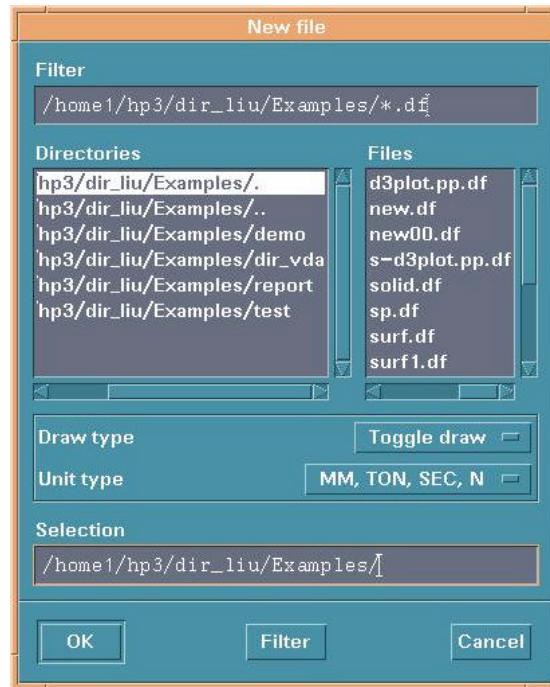 New file
Filter
/home1/hp3/dir_liu/Examples/*.df
Directories
hp3/dir_liu/Examples/.
hp3/dir_liu/Examples/..
hp3/dir_liu/Examples/demo
hp3/dir_liu/Examples/dir_vda
hp3/dir_liu/Examples/report
hp3/dir_liu/Examples/test
Files
d3plot.pp.df
new.df
new00.df
s-d3plot.pp.df
solid.df
sp.df
surf.df
surf1.df
Draw type
Toggle draw
Unit type
MM, TON, SEC, N
Selection
/home1/hp3/dir_liu/Examples/
OK
Filter
Cancel